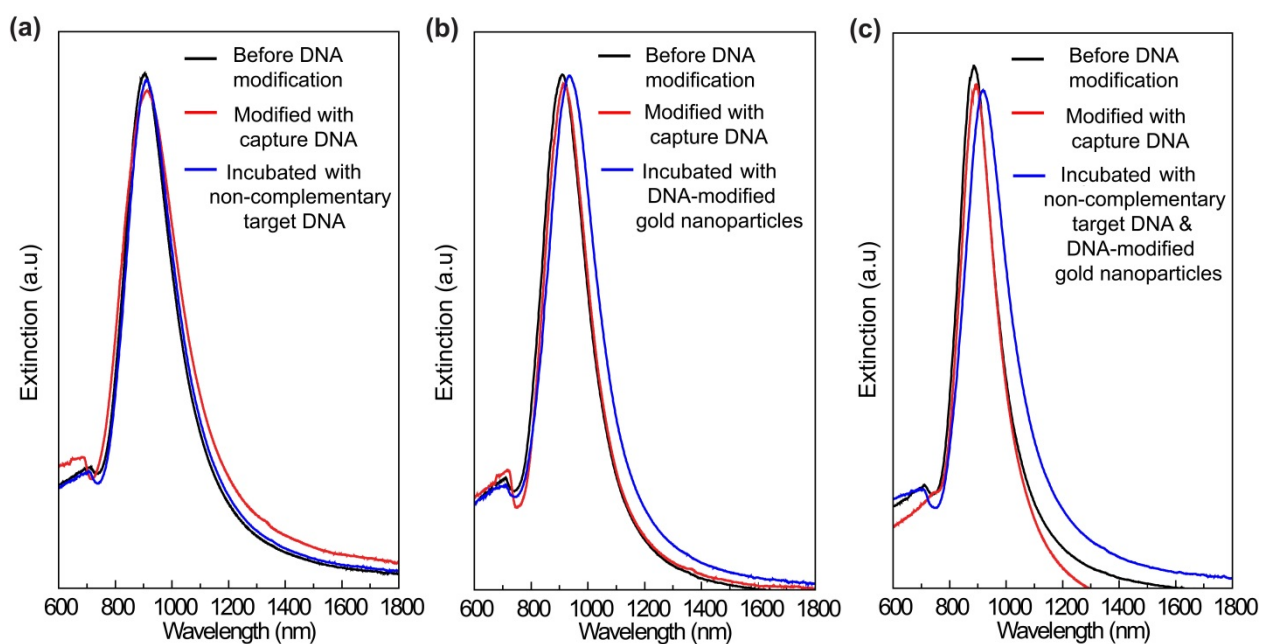 (a)
Before DNA
modification
Modified with
capture DNA
Incubated with
non-complementary
target DNA
Extinction (a.u)
600 800 1000 1200 1400 1600 1800
Wavelength (nm)
(b)
Before DNA
modification
Modified with
capture DNA
Incubated with
DNA-modified
gold nanoparticles
Extinction (a.u)
600 800 1000 1200 1400 1600 1800
Wavelength (nm)
(c)
Before DNA
modification
Modified with
capture DNA
Incubated with
non-complementary
target DNA &
DNA-modified
gold nanoparticles
Extinction (a.u)
600 800 1000 1200 1400 1600 1800
Wavelength (nm)